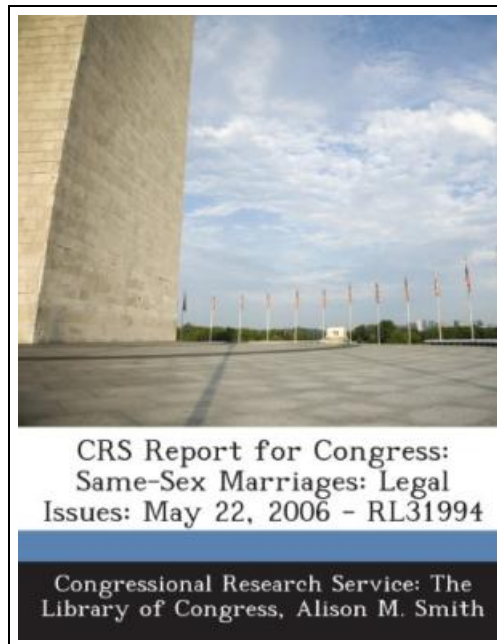 CRS Report for Congress:
Same-Sex Marriages: Legal
Issues: May 22, 2006 - RL31994
Congressional Research Service: The
Library of Congress, Alison M. Smith